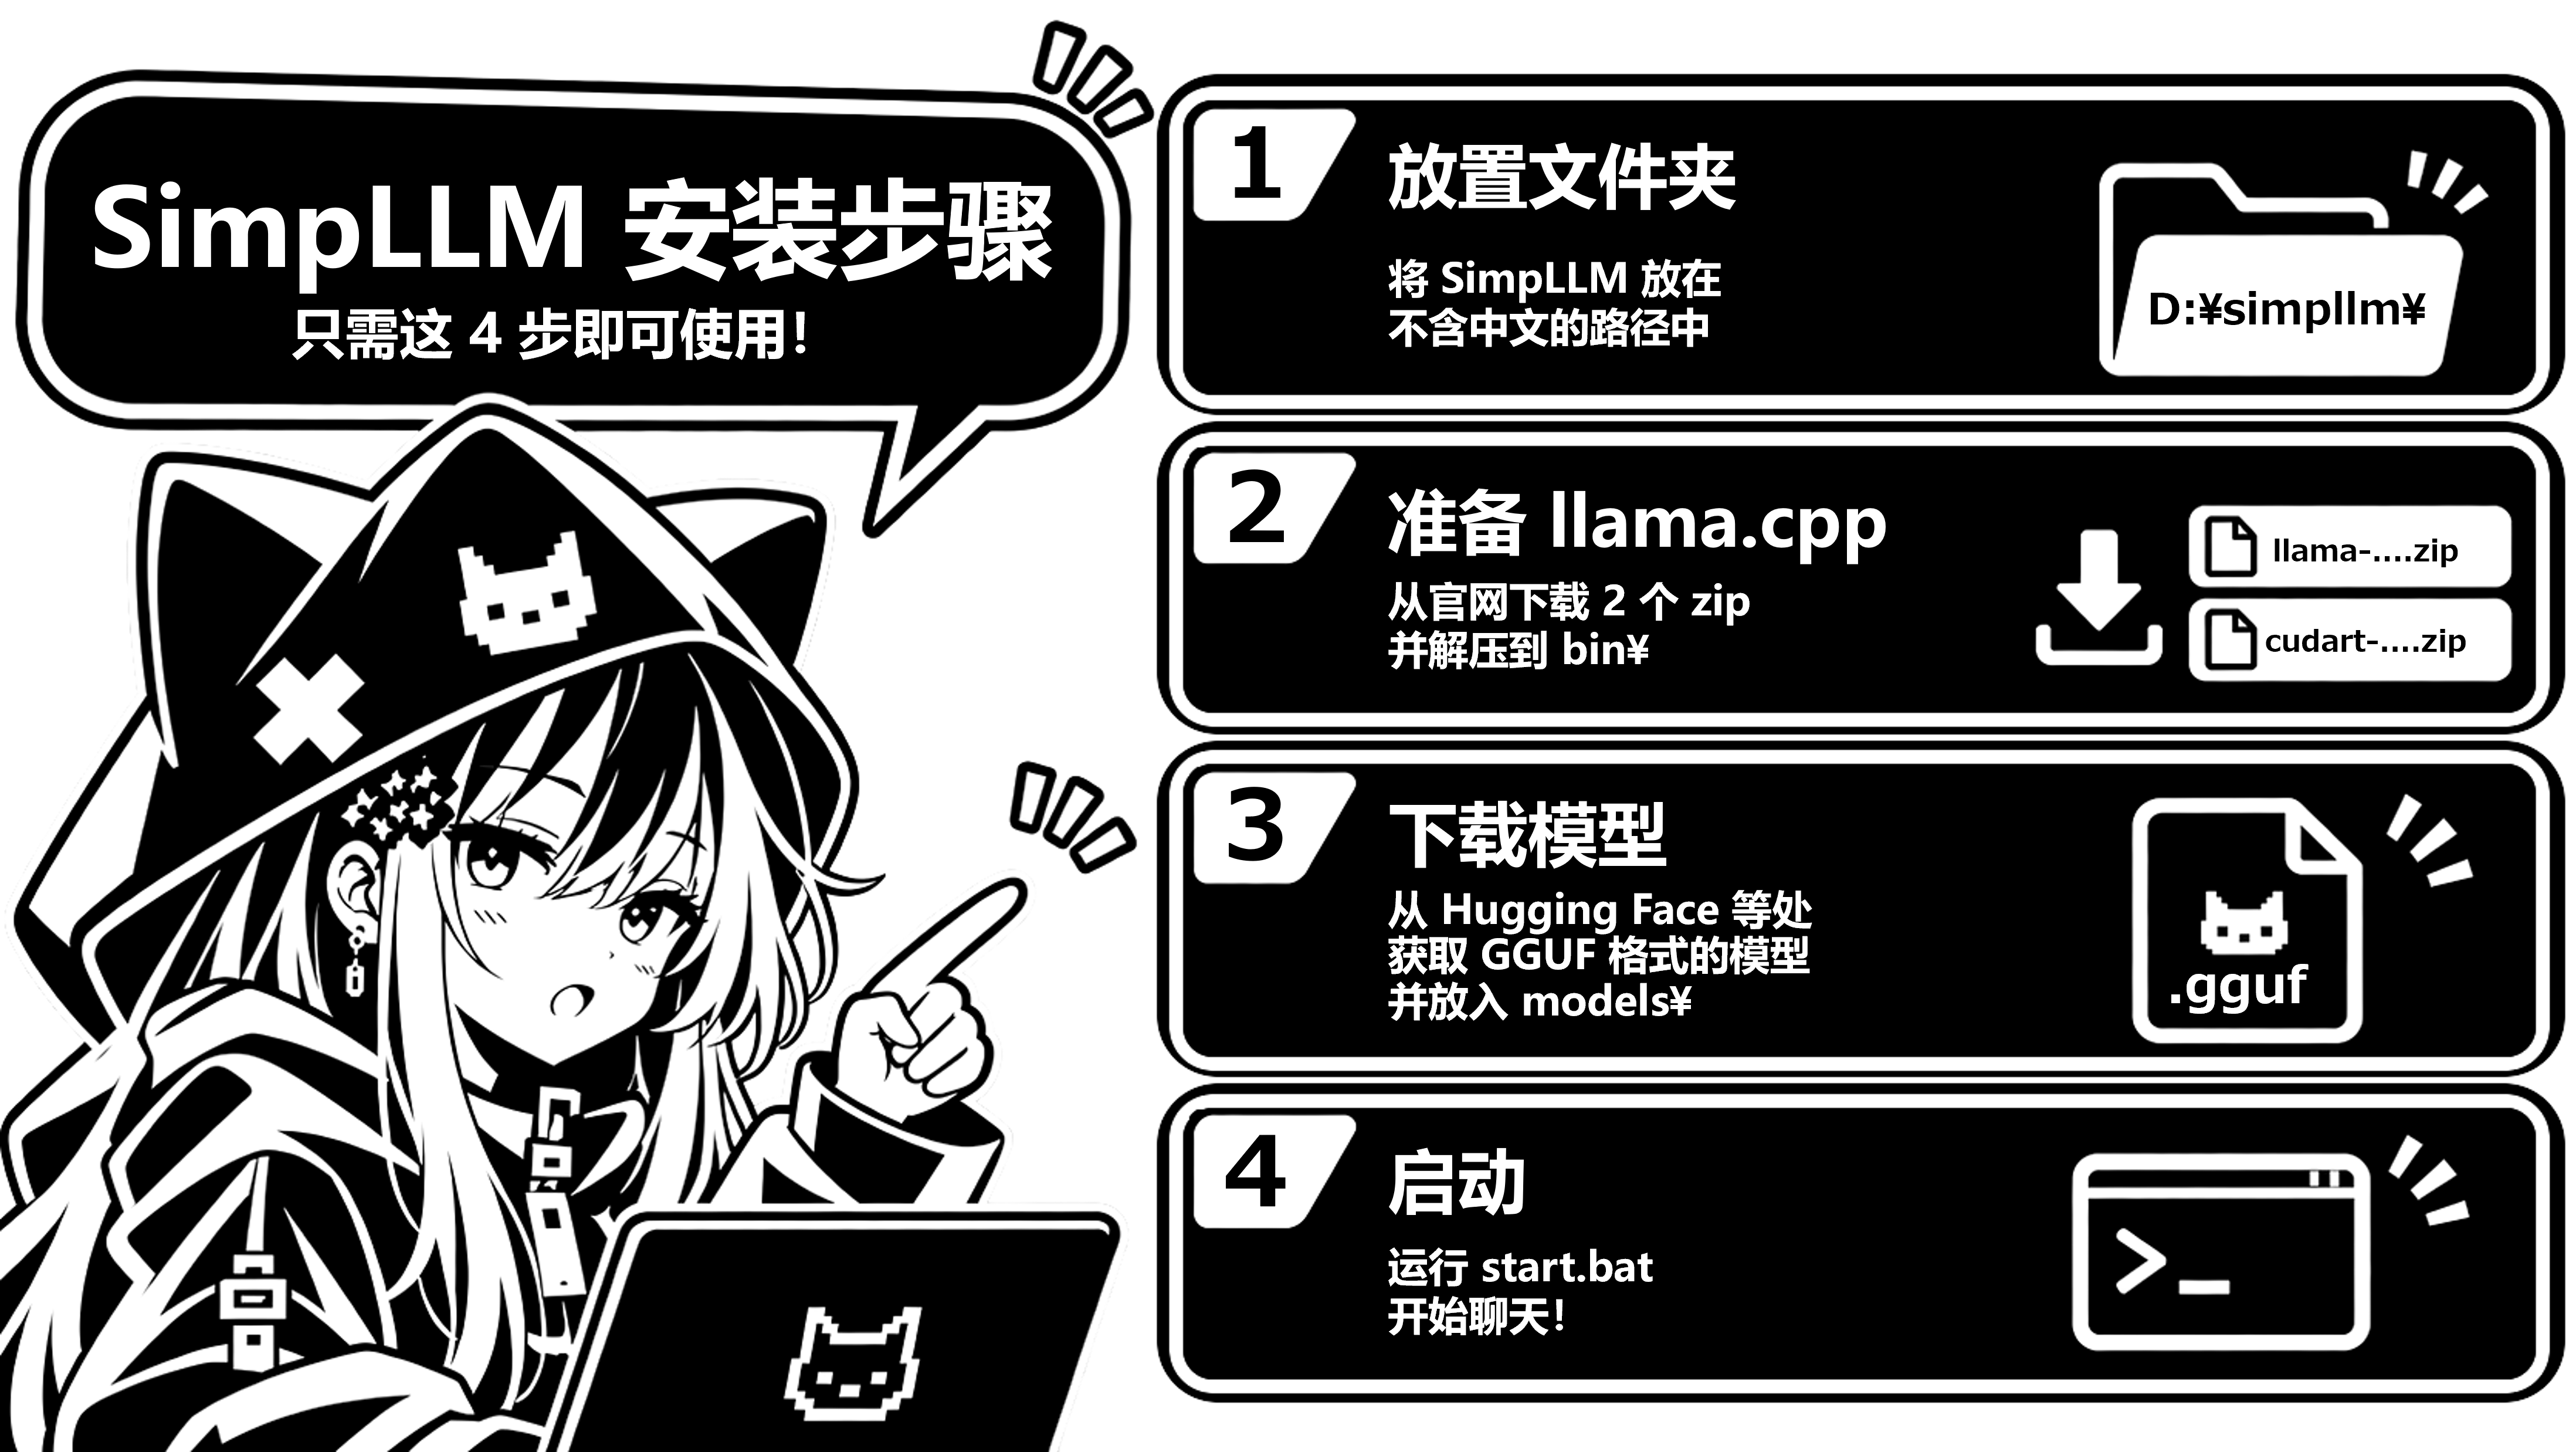 SimpLLM 安装步骤
只需这 4 步即可使用！
1
放置文件夹
将 SimpLLM 放在
不含中文的路径中
D:¥simpllm¥
2
准备 llama.cpp
从官网下载 2 个 zip
并解压到 bin¥
llama-....zip
cudart-....zip
3
下载模型
从 Hugging Face 等处
获取 GGUF 格式的模型
并放入 models¥
.gguf
4
启动
运行 start.bat
开始聊天！
>_